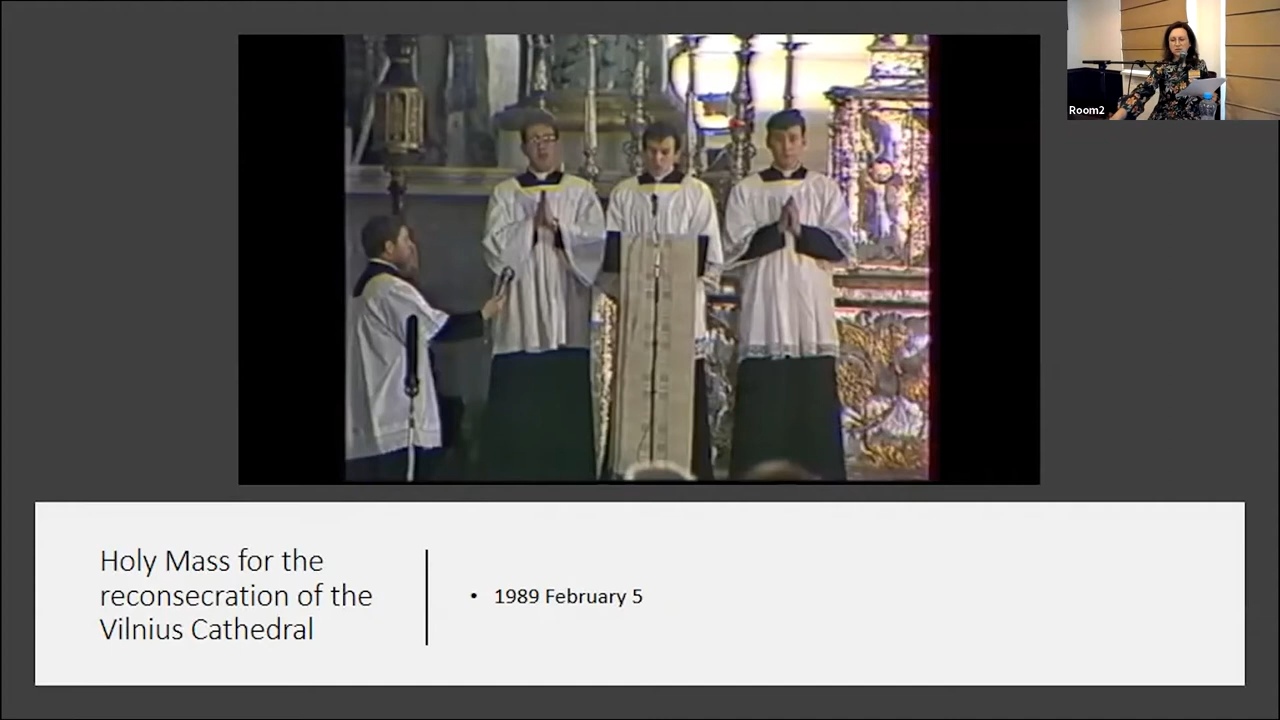 Room2
Holy Mass for the
reconsecration of the
Vilnius Cathedral
• 1989 February 5